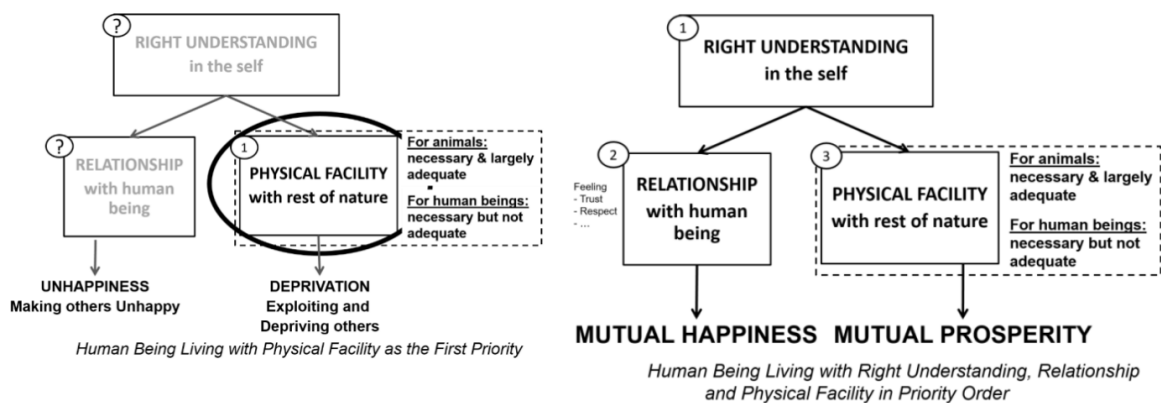 ?
RIGHT UNDERSTANDING
in the self
?
RELATIONSHIP
with human
being
1
PHYSICAL FACILITY
with rest of nature
For animals:
necessary & largely
adequate
For human beings:
necessary but not
adequate
UNHAPPINESS
Making others Unhappy
DEPRIVATION
Exploiting and
Depriving others
Human Being Living with Physical Facility as the First Priority
1
RIGHT UNDERSTANDING
in the self
Feeling
- Trust
- Respect
- ...
2
RELATIONSHIP
with human
being
3
PHYSICAL FACILITY
with rest of nature
For animals:
necessary & largely
adequate
For human beings:
necessary but not
adequate
MUTUAL HAPPINESS
MUTUAL PROSPERITY
Human Being Living with Right Understanding, Relationship
and Physical Facility in Priority Order